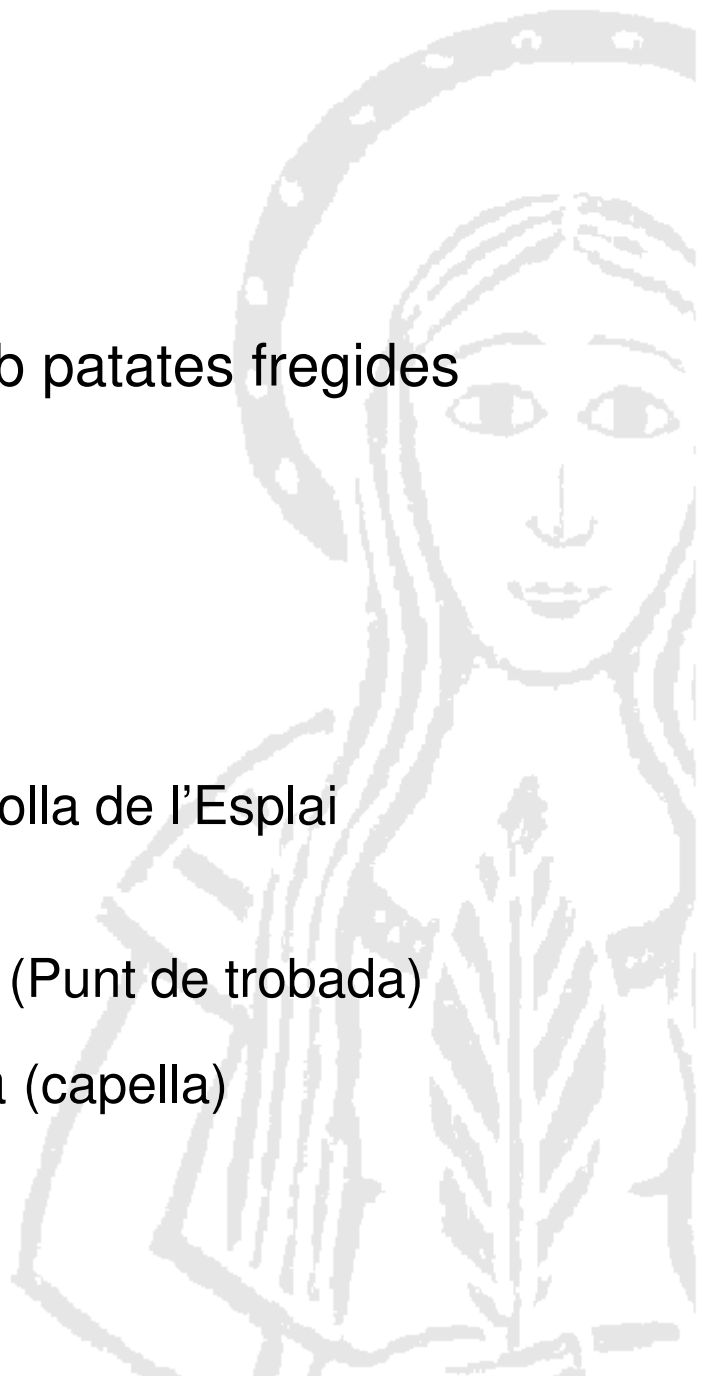 b patates fregides
olla de l'Esplai
(Punt de trobada)
a (capella)